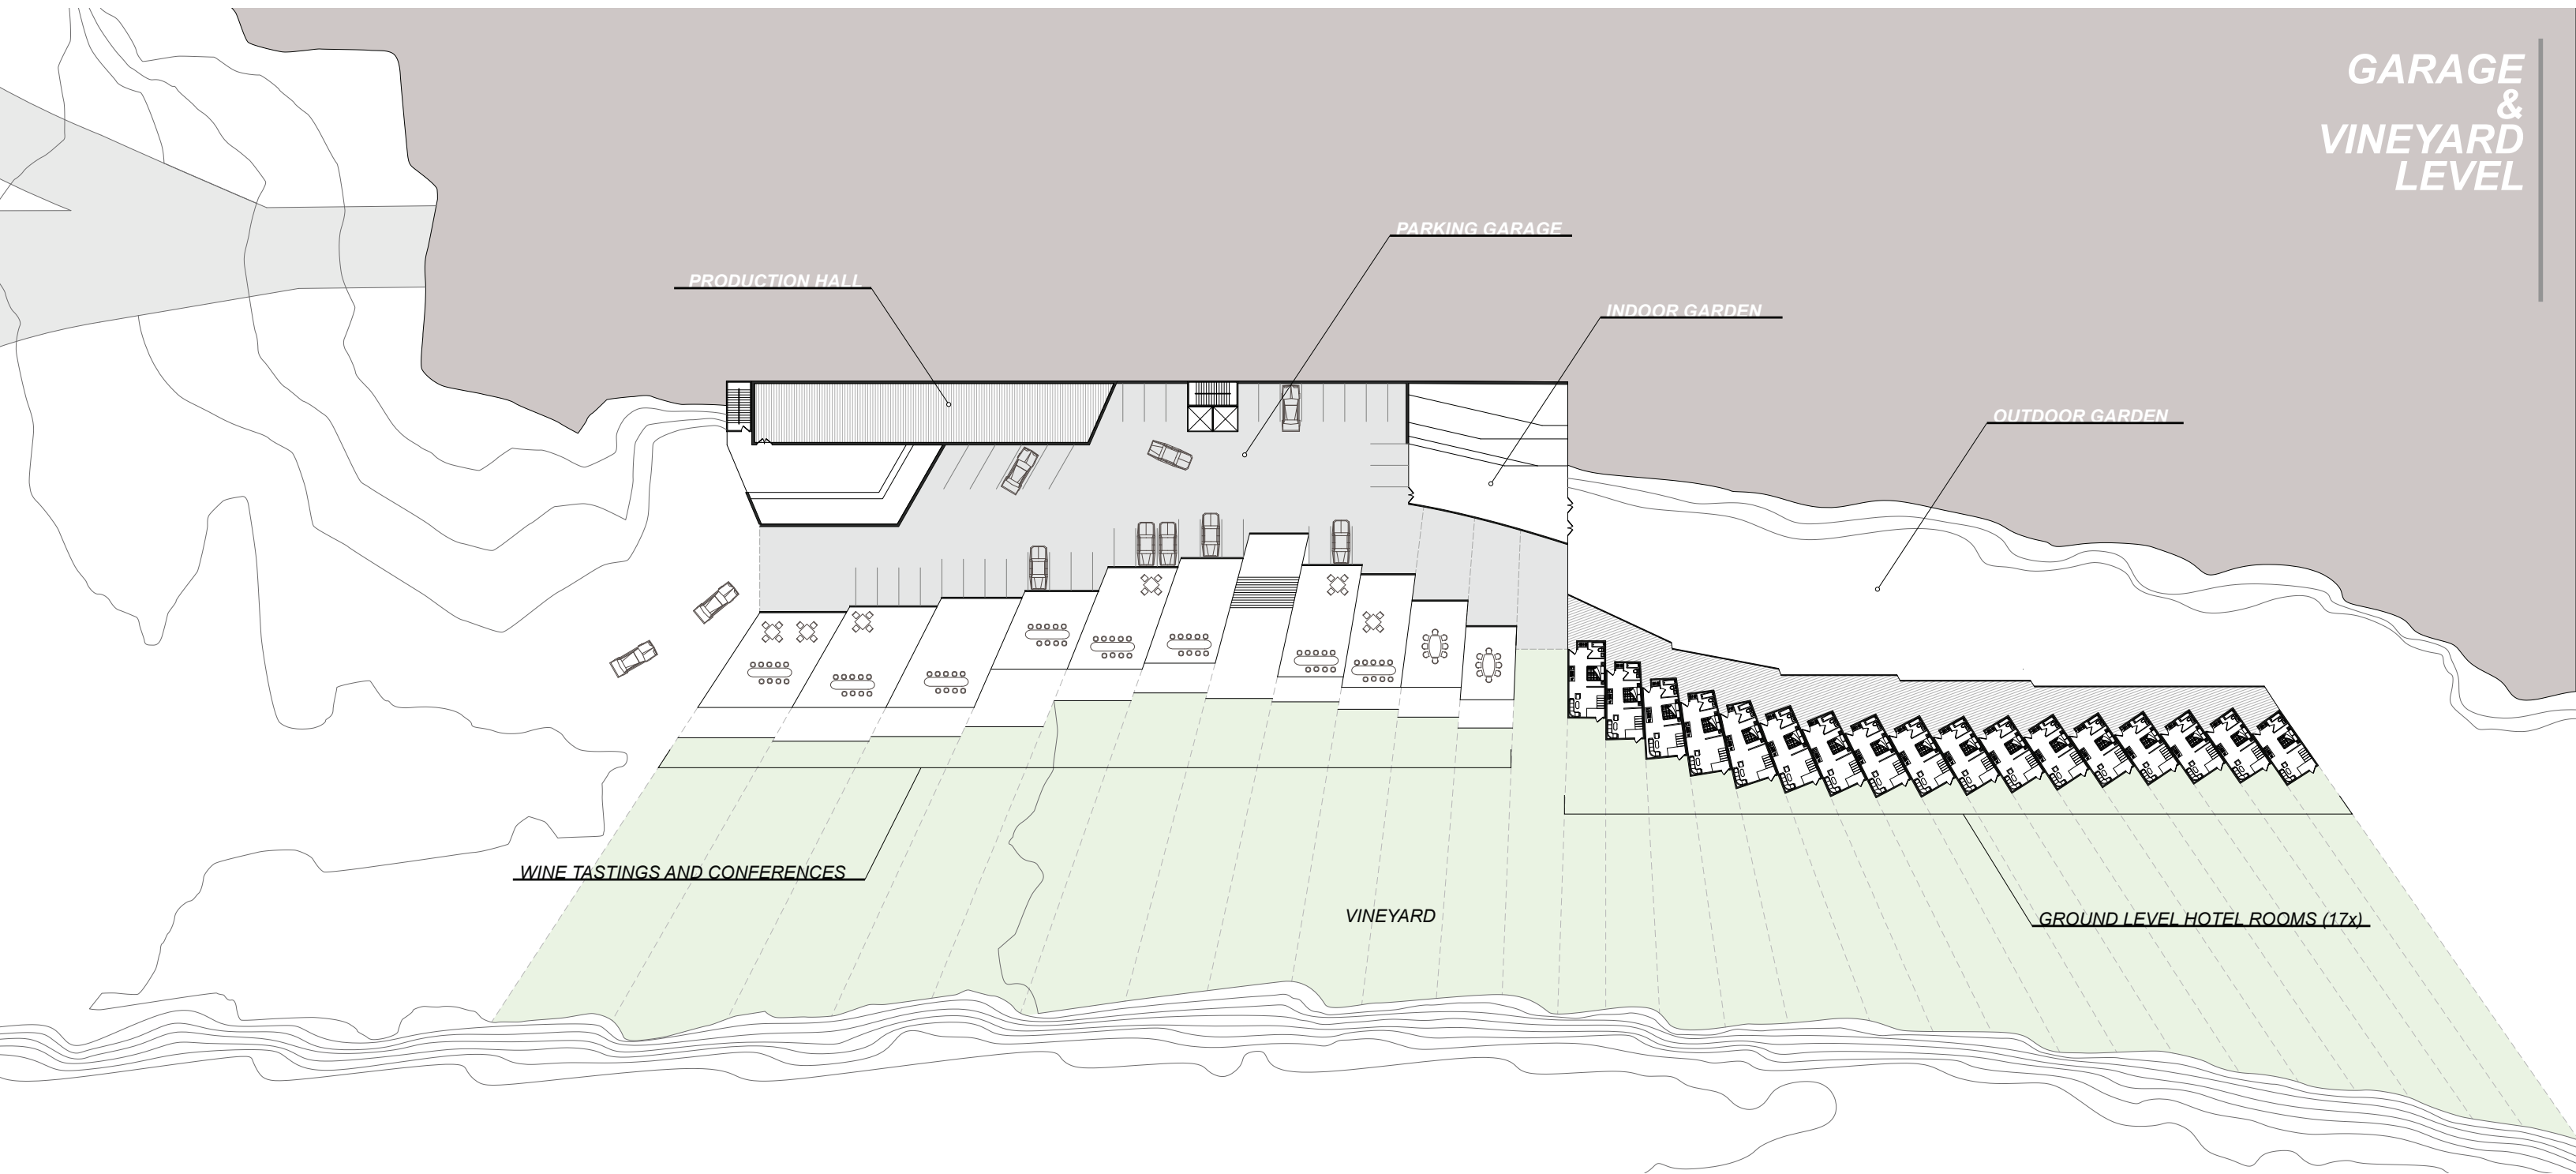 GARAGE
&
VINEYARD
LEVEL
PARKING GARAGE
PRODUCTION HALL
INDOOR GARDEN
OUTDOOR GARDEN
WINE TASTINGS AND CONFERENCES
VINEYARD
GROUND LEVEL HOTEL ROOMS (17x)